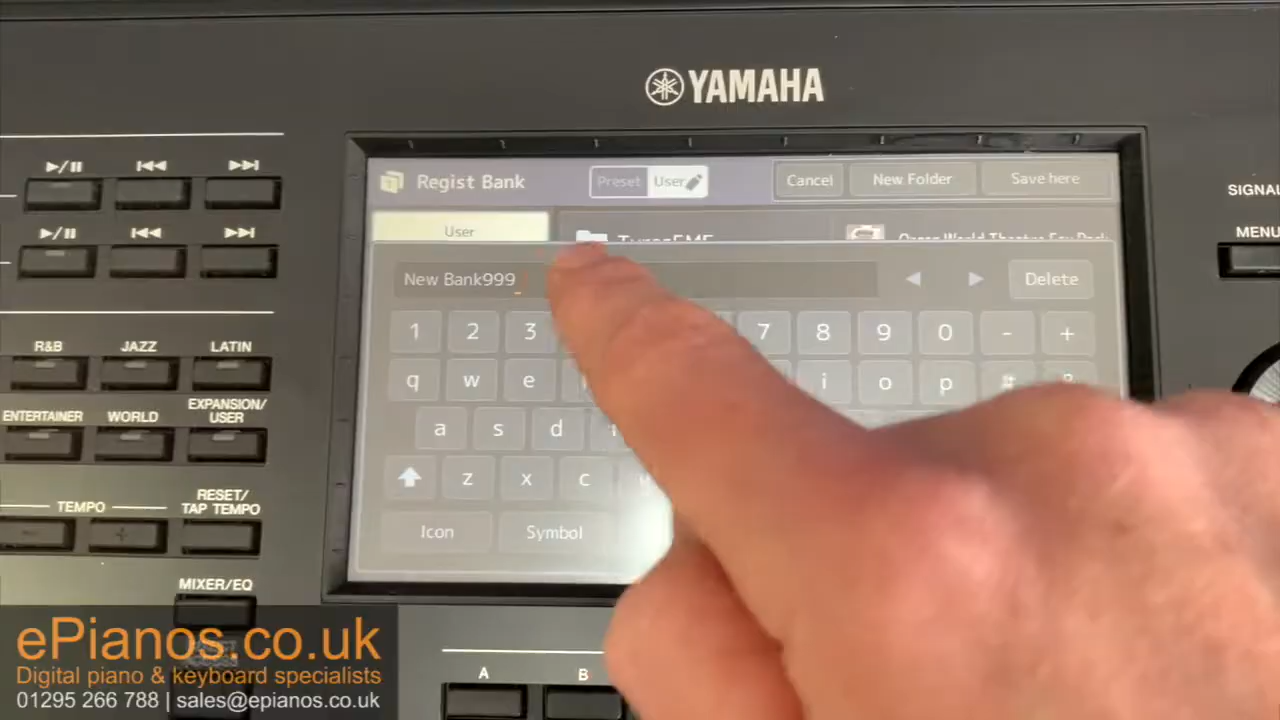 YAMAHA
Regist Bank
Preset
User
Cancel
New Folder
Save here
User
New Bank999
Delete
1 2 3 7 8 9 0 - +
q w e i o p # &
a s d
z x c
Icon
Symbol
R&B
JAZZ
LATIN
ENTERTAINER
WORLD
EXPANSION/
USER
TEMPO
- +
RESET/
TAP TEMPO
MIXER/EQ
MENU
A
B
ePianos.co.uk
Digital piano & keyboard specialists
01295 266 788 | sales@epianos.co.uk